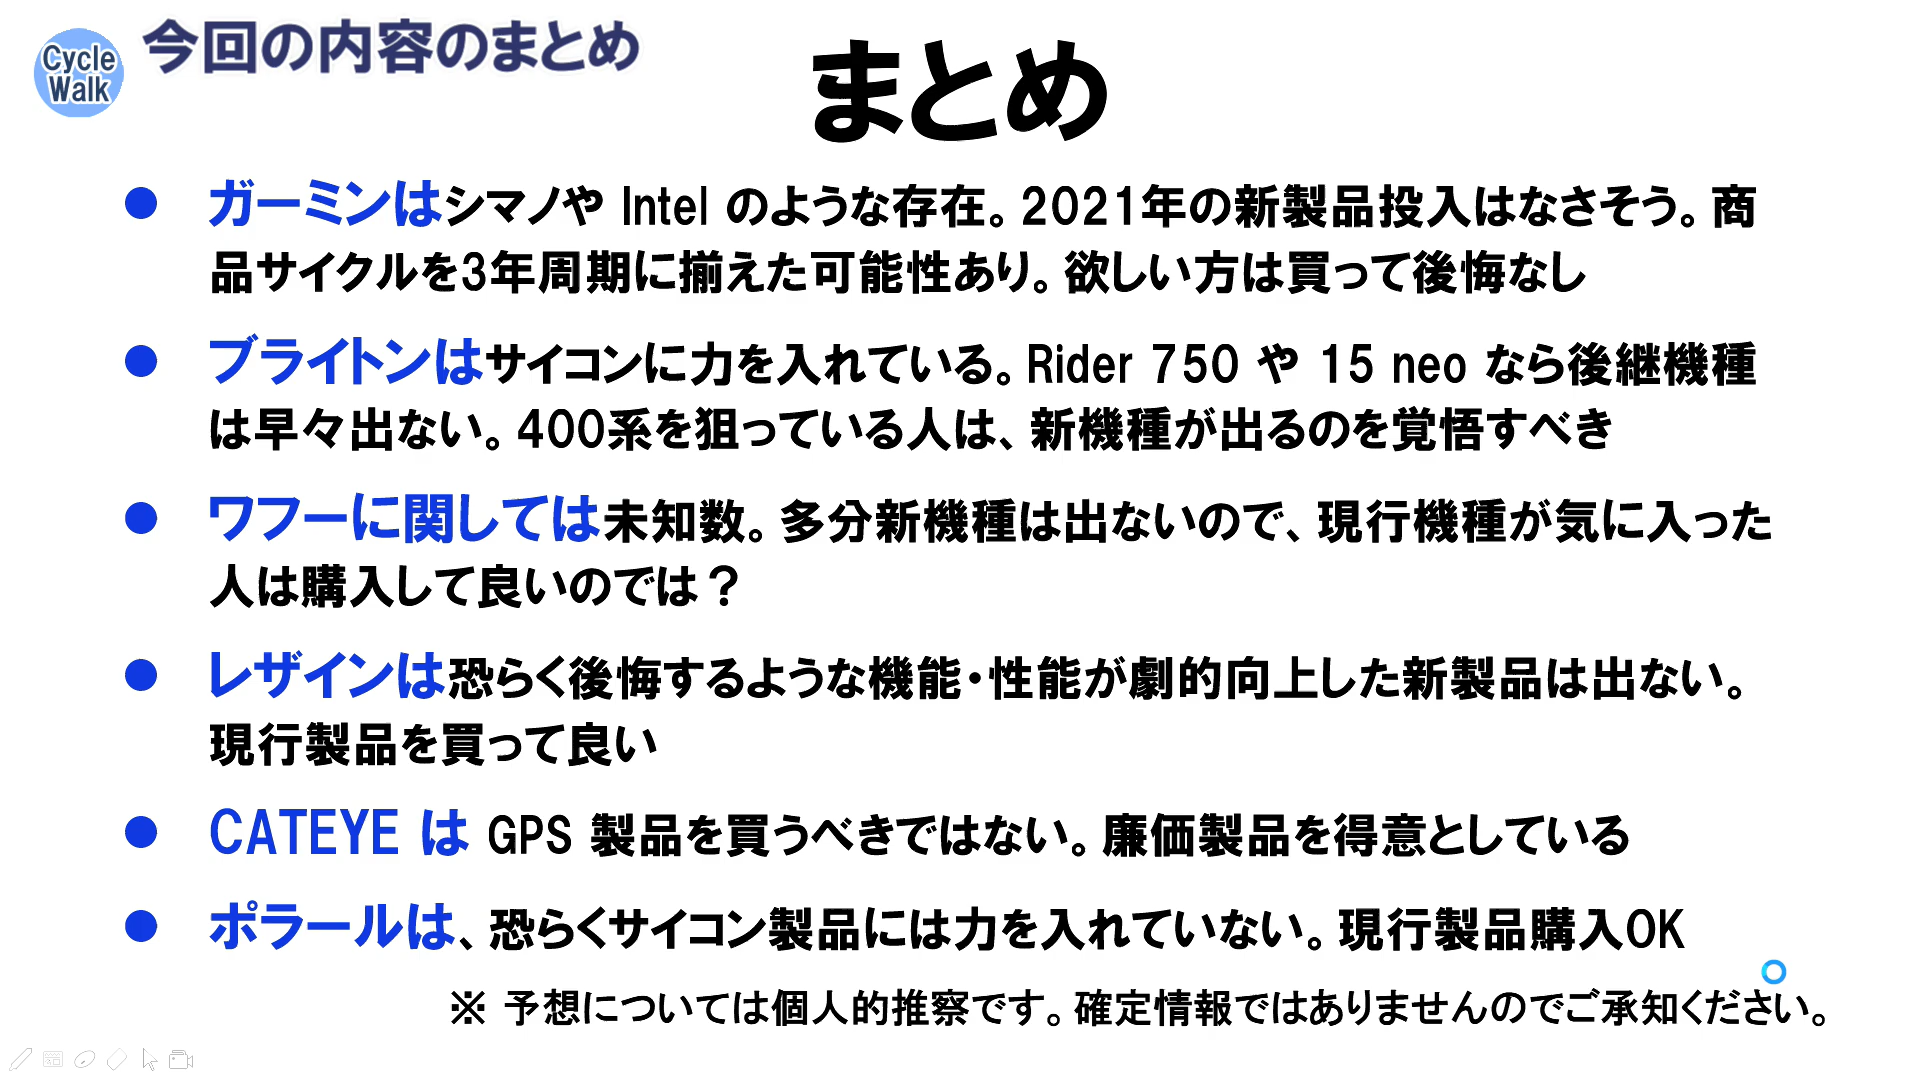 Cycle
Walk
今回の内容のまとめ
まとめ
● ガーミンはシマノや Intel のような存在。2021年の新製品投入はなさそう。商
品サイクルを3年周期に揃えた可能性あり。欲しい方は買って後悔なし
● ブライトンはサイコンに力を入れている。Rider 750 や 15 neo なら後継機種
は早々出ない。400系を狙っている人は、新機種が出るのを覚悟すべき
● ワフーに関しては未知数。多分新機種は出ないので、現行機種が気に入った
人は購入して良いのでは？
● レザインは恐らく後悔するような機能・性能が劇的向上した新製品は出ない。
現行製品を買って良い
● CATEYE は GPS 製品を買うべきではない。廉価製品を得意としている
● ポラールは、恐らくサイコン製品には力を入れていない。現行製品購入OK
※ 予想については個人的推察です。確定情報ではありませんのでご承知ください。